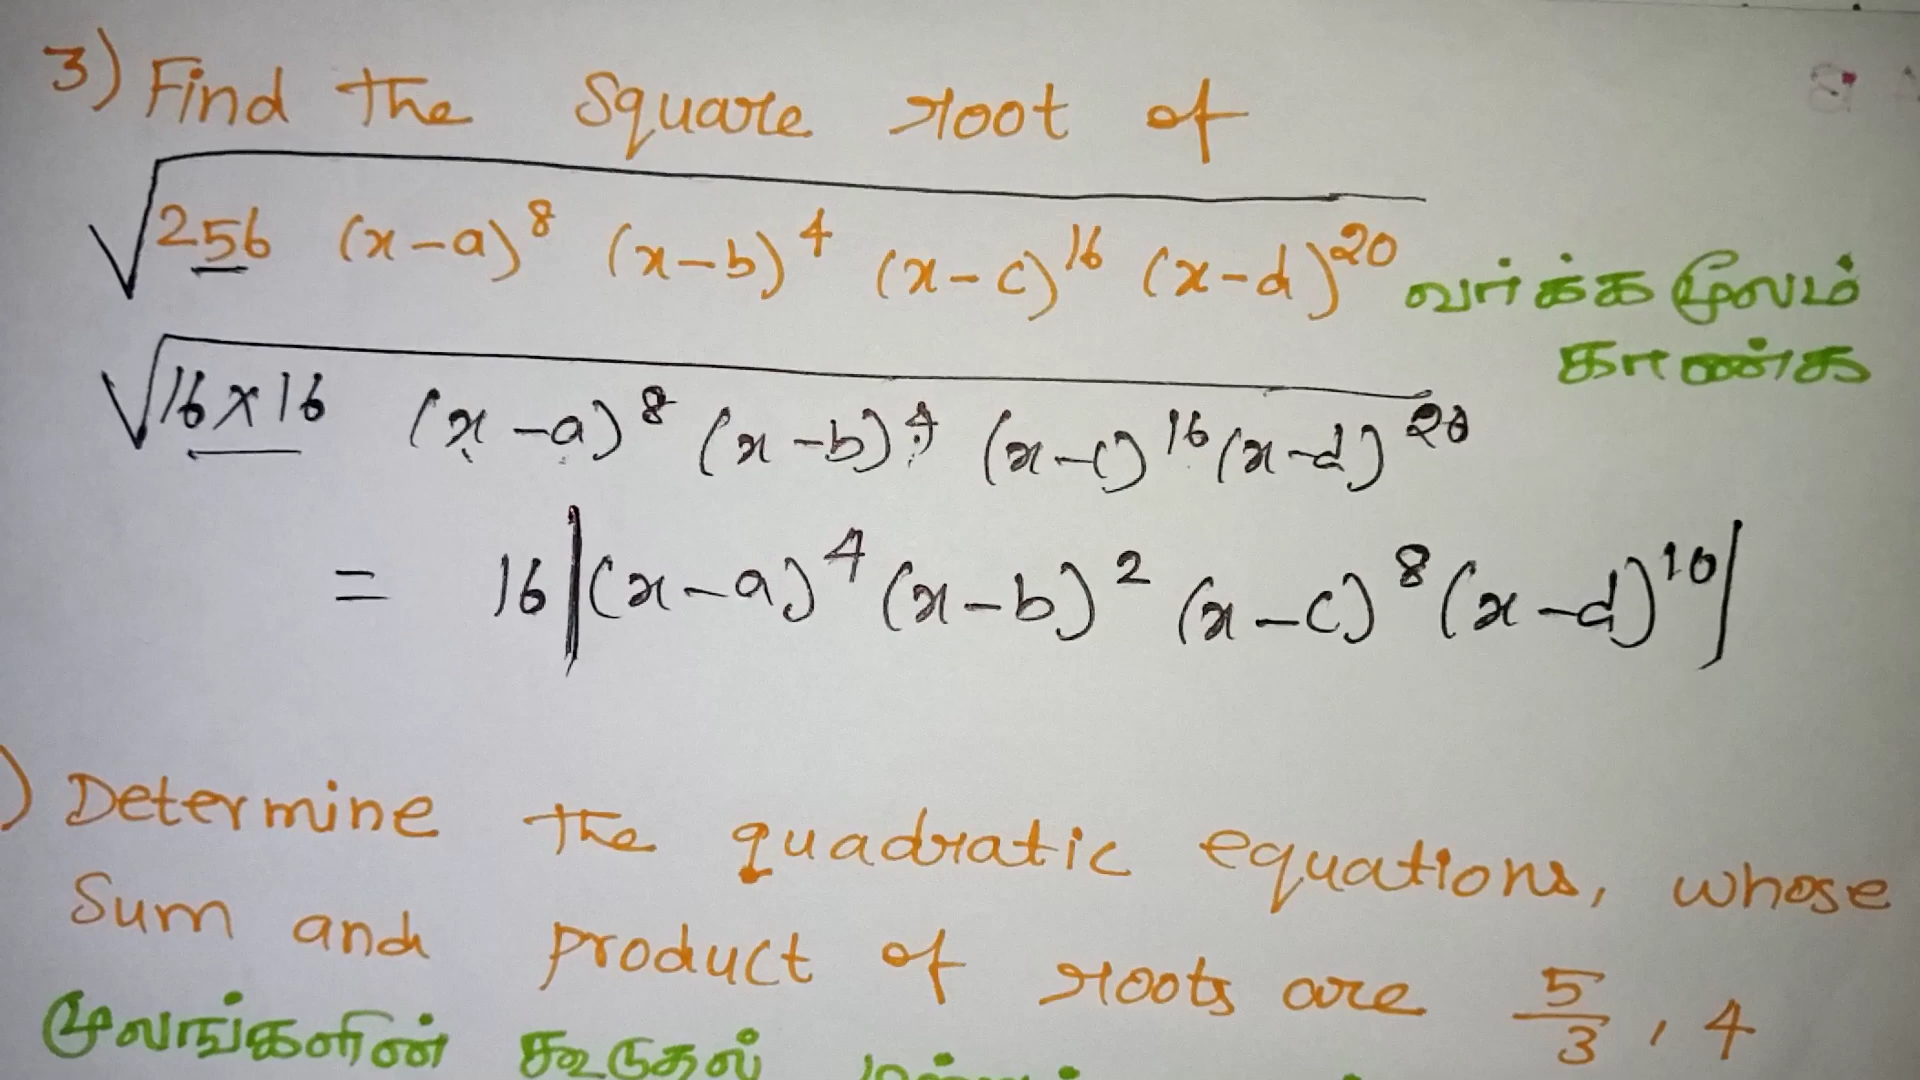 3) Find the Square root of
√256 (x-a)⁸ (x-b)⁴ (x-c)¹⁶ (x-d)²⁰ வர்க்க மூலம்
காண்க
√16×16 (x-a)⁸ (x-b)⁴ (x-c)¹⁶ (x-d)²⁰
= 16|(x-a)⁴ (x-b)² (x-c)⁸ (x-d)¹⁰|
) Determine the quadratic equations, whose
Sum and product of roots are 5/3, 4
மூலங்களின் கூடுதல்